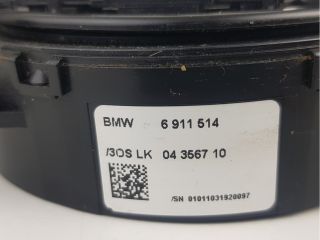 BMW 6 911 514
/3OS LK 04 3567 10
/SN 01011031920097